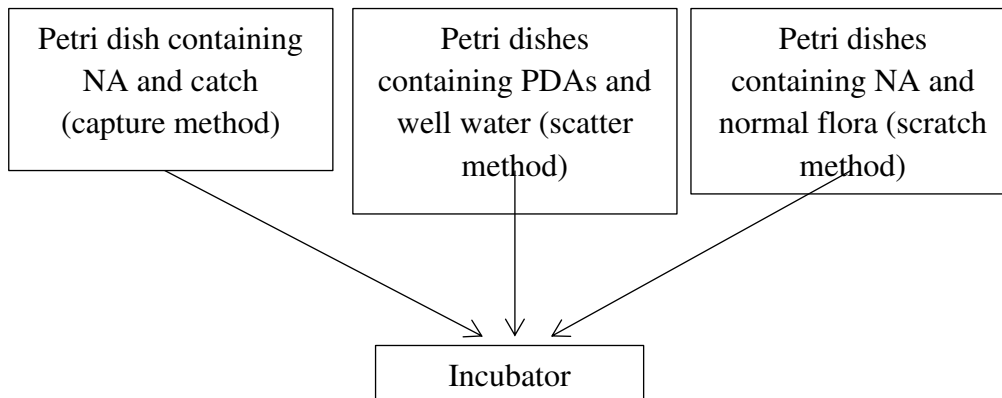 Petri dish containing
NA and catch
(capture method)
Petri dishes
containing PDAs and
well water (scatter
method)
Petri dishes
containing NA and
normal flora (scratch
method)
Incubator